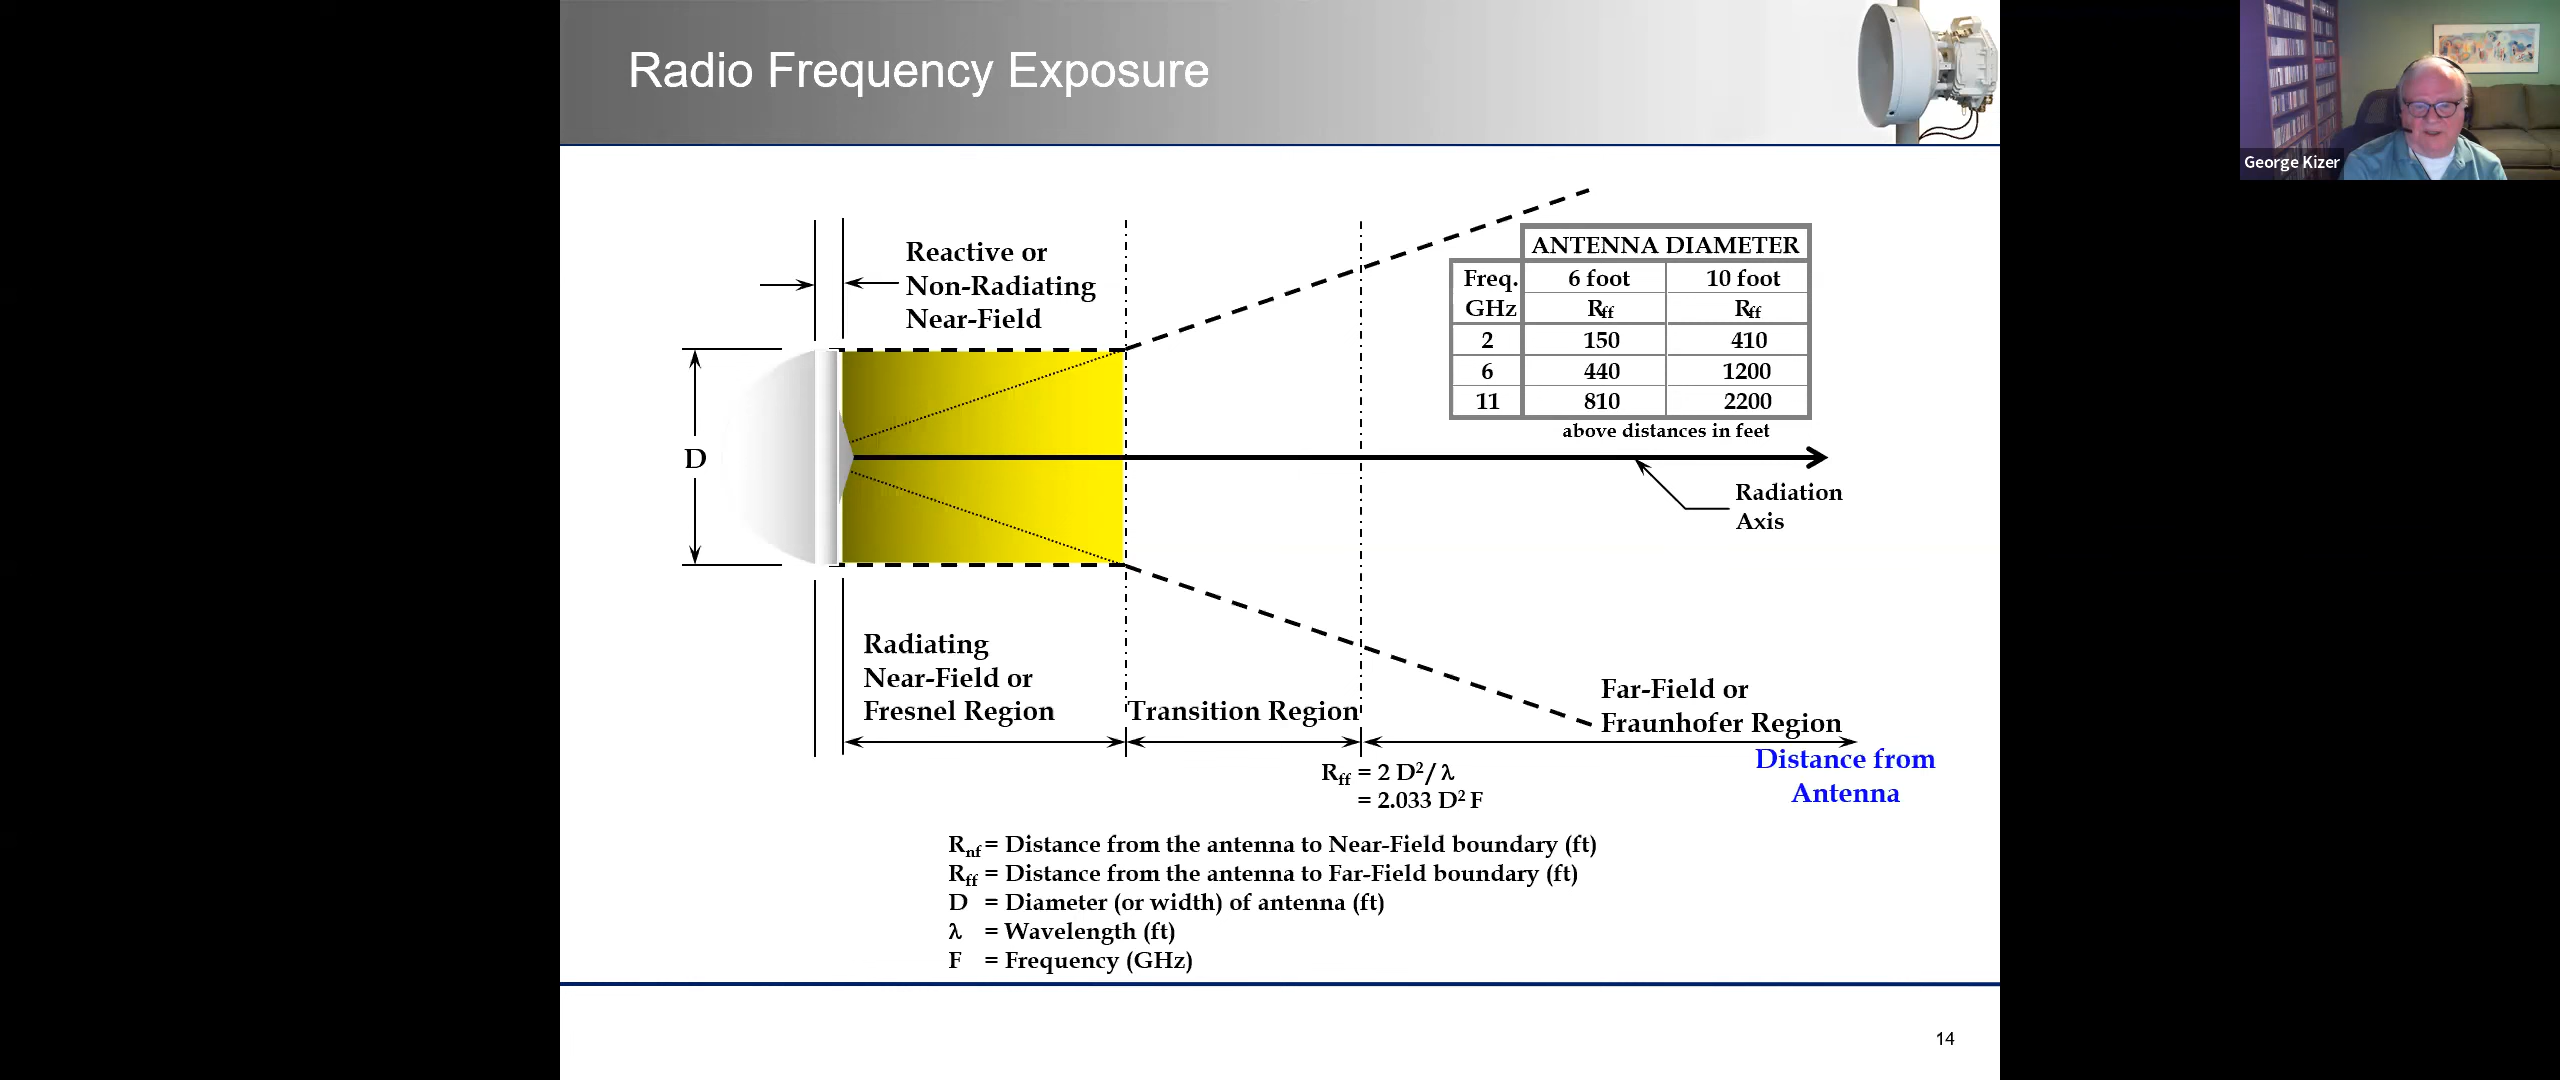 Radio Frequency Exposure
George Kizer
Reactive or
Non-Radiating
Near-Field
ANTENNA DIAMETER
Freq. 6 foot 10 foot
GHz Rff Rff
2 150 410
6 440 1200
11 810 2200
above distances in feet
D
Radiation
Axis
Radiating
Near-Field or
Fresnel Region
Transition Region
Far-Field or
Fraunhofer Region
Distance from
Antenna
Rff = 2 D²/ λ
= 2.033 D² F
Rnf = Distance from the antenna to Near-Field boundary (ft)
Rff = Distance from the antenna to Far-Field boundary (ft)
D = Diameter (or width) of antenna (ft)
λ = Wavelength (ft)
F = Frequency (GHz)
14